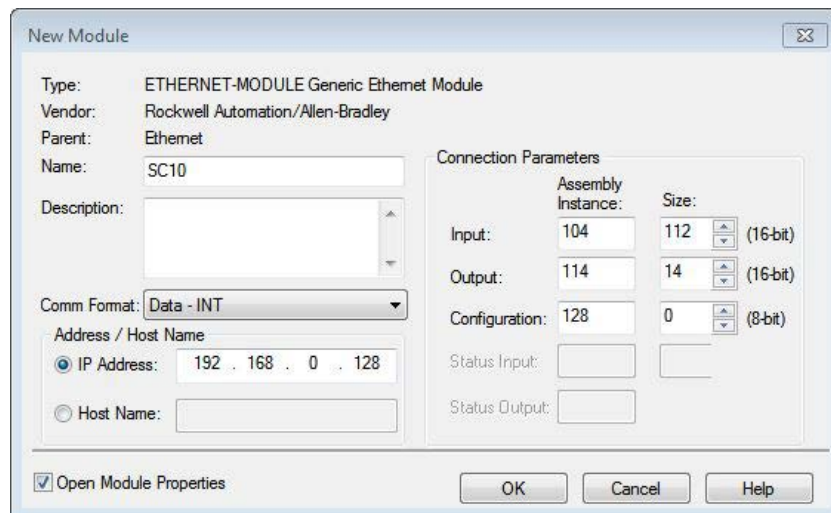 New Module
Type: ETHERNET-MODULE Generic Ethernet Module
Vendor: Rockwell Automation/Allen-Bradley
Parent: Ethernet
Name: SC10
Description:
Comm Format: Data - INT
Address / Host Name
IP Address: 192 . 168 . 0 . 128
Host Name:
Connection Parameters
Assembly Instance: Size:
Input: 104 112 (16-bit)
Output: 114 14 (16-bit)
Configuration: 128 0 (8-bit)
Status Input:
Status Output:
Open Module Properties
OK Cancel Help